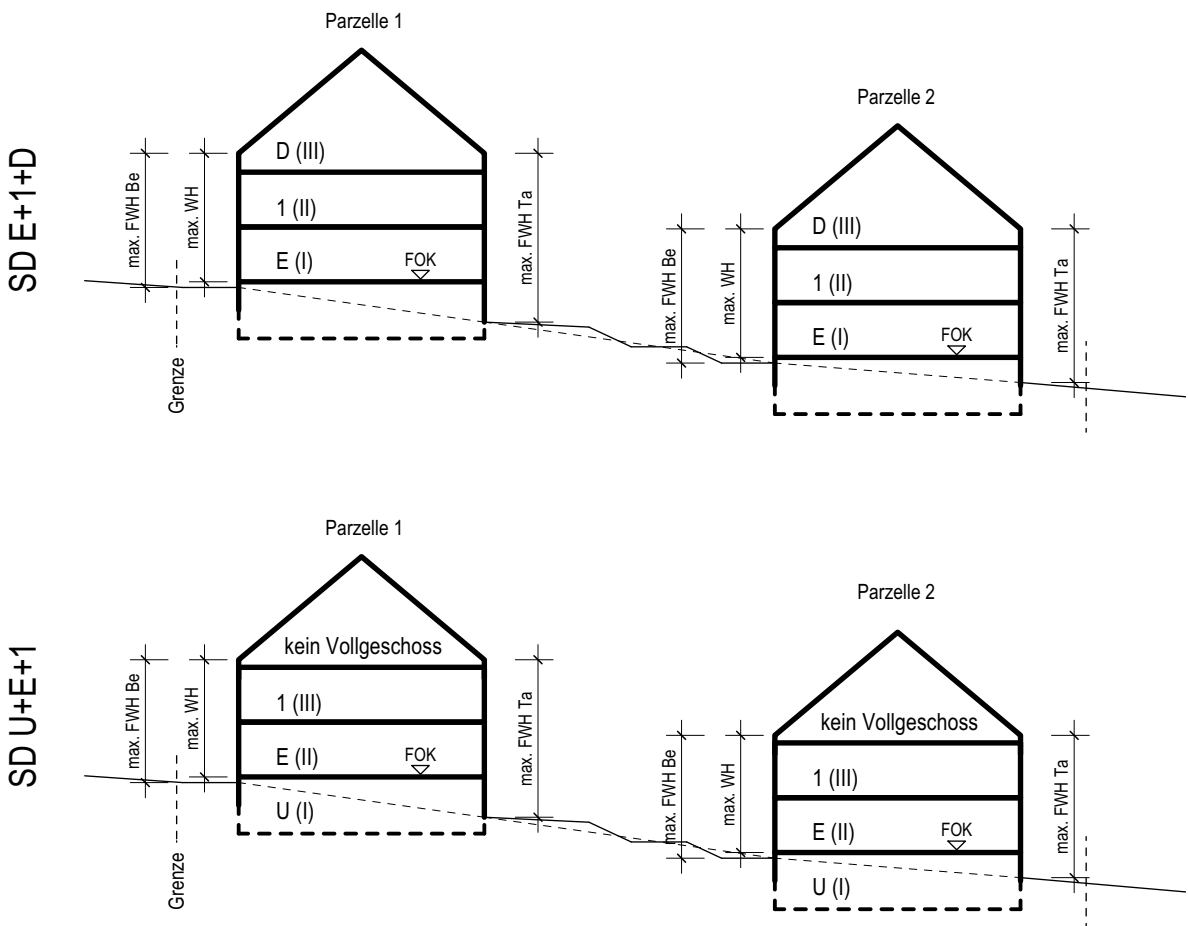 SD E+1+D
Parzelle 1
D (III)
1 (II)
E (I)
FOK
max. FWH Be
max. WH
max. FWH Ta
Grenze
Parzelle 2
D (III)
1 (II)
E (I)
FOK
max. FWH Be
max. WH
max. FWH Ta
SD U+E+1
Parzelle 1
kein Vollgeschoss
1 (III)
E (II)
FOK
U (I)
max. FWH Be
max. WH
max. FWH Ta
Grenze
Parzelle 2
kein Vollgeschoss
1 (III)
E (II)
FOK
U (I)
max. FWH Be
max. WH
max. FWH Ta